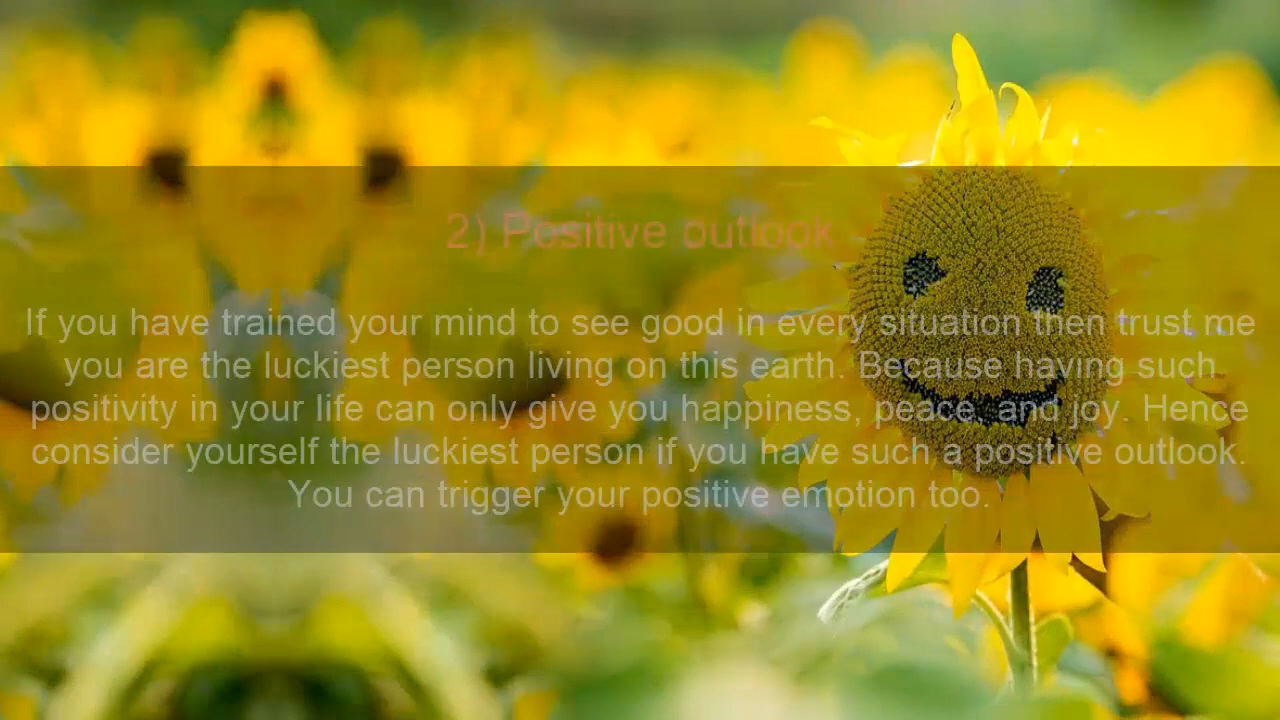 2) Positive outlook
If you have trained your mind to see good in every situation then trust me
you are the luckiest person living on this earth. Because having such
positivity in your life can only give you happiness, peace and joy. Hence
consider yourself the luckiest person if you have such a positive outlook.
You can trigger your positive emotion too.